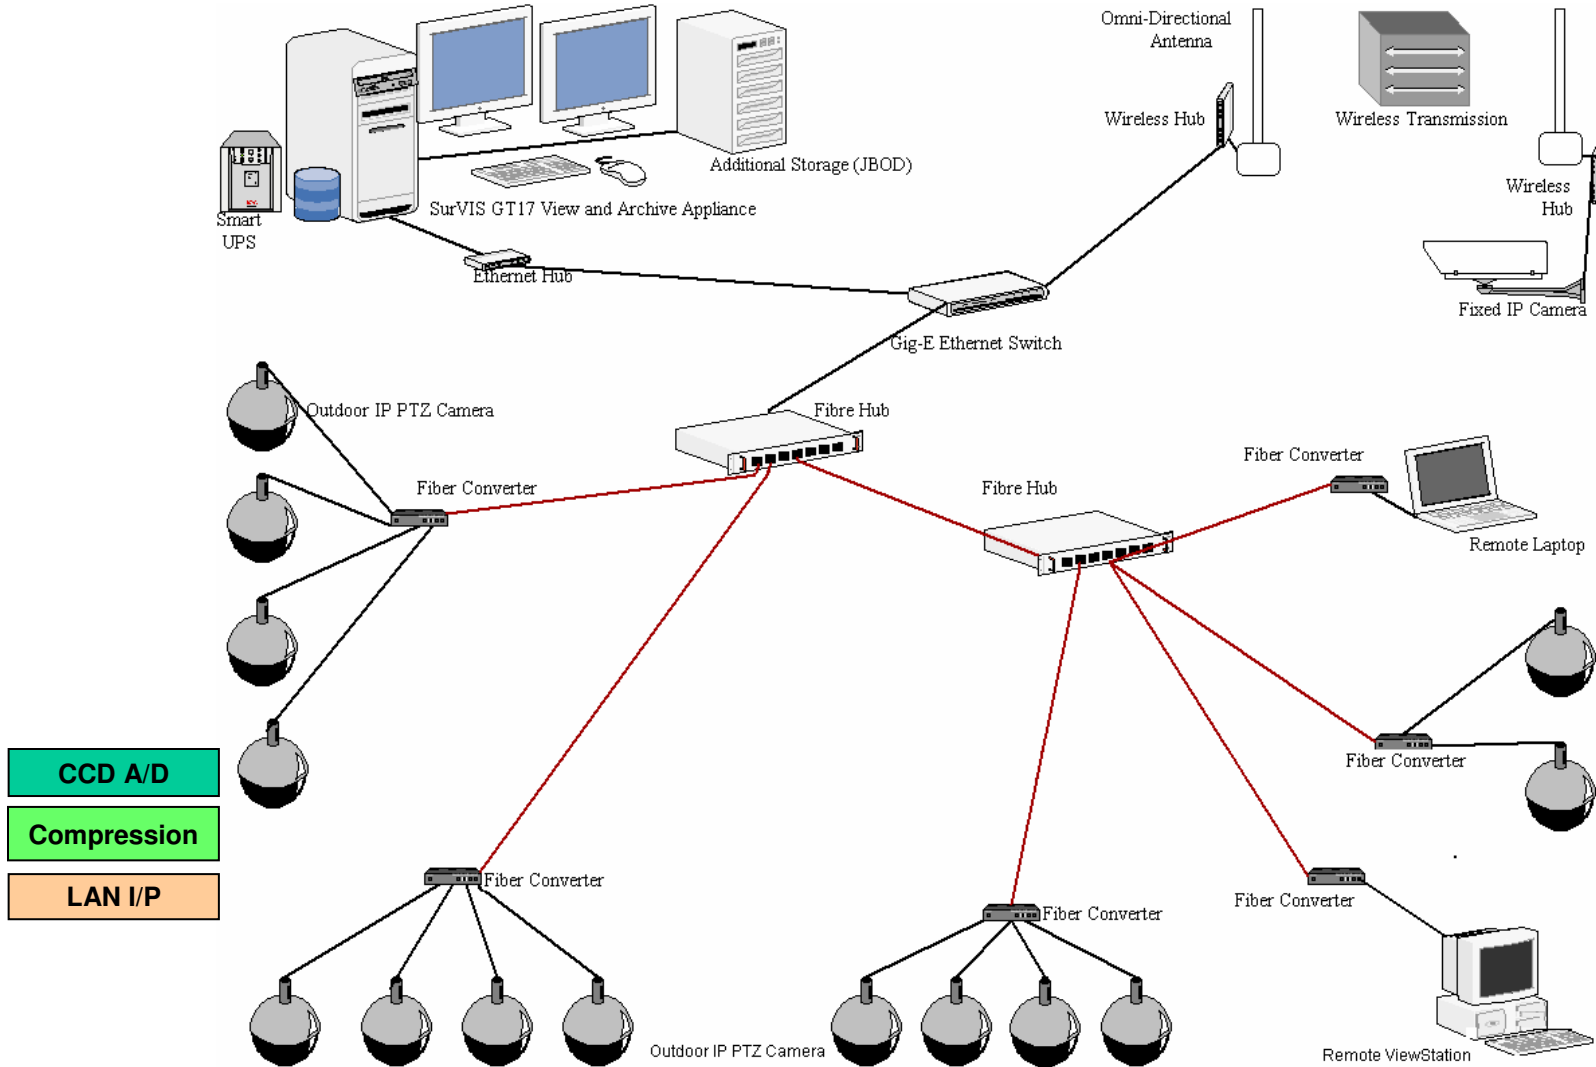 Omni-Directional
Antenna
Wireless Hub
Wireless Transmission
Additional Storage (JBOD)
Wireless
Hub
SurVIS GT17 View and Archive Appliance
Smart
UPS
Ethernet Hub
Fixed IP Camera
Gig-E Ethernet Switch
Outdoor IP PTZ Camera
Fibre Hub
Fiber Converter
Fiber Converter
Fibre Hub
Remote Laptop
CCD A/D
Fiber Converter
Compression
LAN I/P
Fiber Converter
Fiber Converter
Fiber Converter
Outdoor IP PTZ Camera
Remote ViewStation